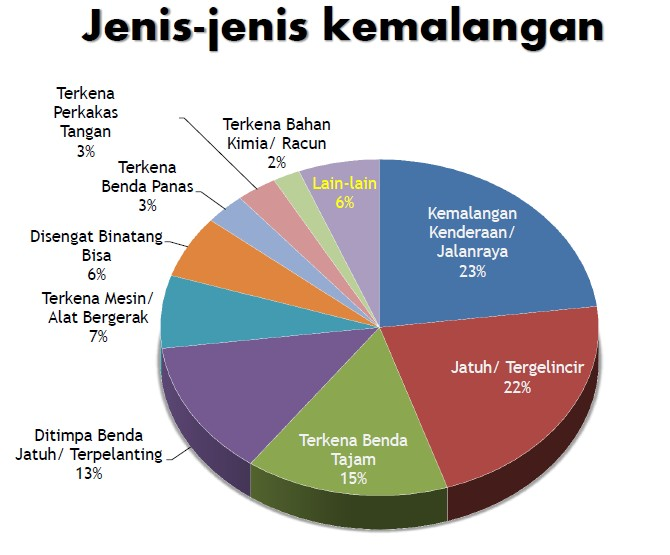 Jenis-jenis kemalangan
Terkena
Perkakas
Tangan
3%
Terkena Bahan
Kimia/ Racun
2%
Terkena
Benda Panas
3%
Lain-lain
6%
Kemalangan
Kenderaan/
Jalanraya
23%
Disengat Binatang
Bisa
6%
Terkena Mesin/
Alat Bergerak
7%
Jatuh/ Tergelincir
22%
Ditimpa Benda
Jatuh/ Terpelanting
13%
Terkena Benda
Tajam
15%